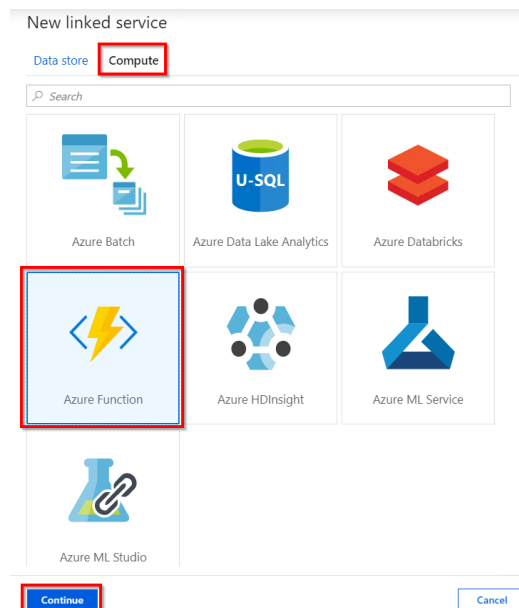 New linked service
Data store Compute
Search
U-SQL
Azure Batch Azure Data Lake Analytics Azure Databricks
Azure Function Azure HDInsight Azure ML Service
Azure ML Studio
Continue Cancel